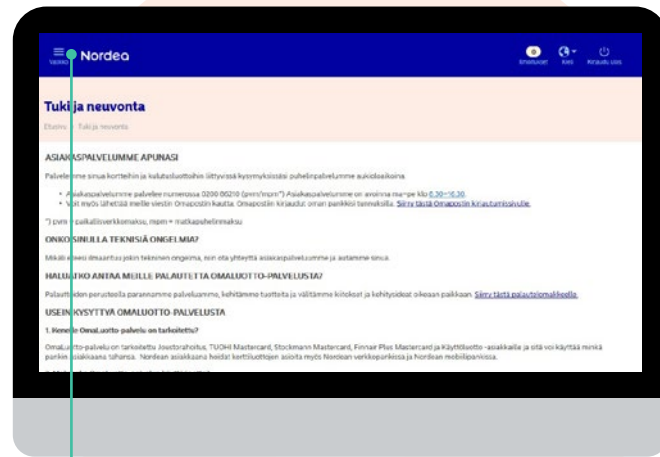 Valikko
Nordea
Kieli
Kirjaudu ulos
Tuki ja neuvonta
Etusivu Tuki ja neuvonta
ASIAKASPALVELUMME APUNASI
Palvelemme sinua kortteihin ja kulutusluottoihin liittyvissä kysymyksissäsi puhelinpalvelumme aukioloaikoina
• Asiakaspalvelumme palvelee numerossa 0200 86210 (pvm/mpm*) Asiakaspalvelumme on avoinna ma–pe klo 8.30–16.30.
• Voit myös lähettää meille viestin Omapostin kautta. Omapostiin kirjaudut oman pankkisi tunnuksilla. Siirry tästä Omapostin kirjautumissivulle.
*) pvm = paikallisverkkomaksu, mpm = matkapuhelinmaksu
ONKO SINULLA TEKNISIÄ ONGELMIA?
Mikäli eteesi ilmaantuu jokin tekninen ongelma, niin ota yhteyttä asiakaspalveluumme ja autamme sinua.
HALUATKO ANTAA MEILLE PALAUTETTA OMALUOTTO-PALVELUSTA?
Palautteiden perusteella parannamme palveluamme, kehitämme tuotteita ja välitämme kiitokset ja kehitysideat oikeaan paikkaan. Siirry tästä palautelomakkeelle.
USEIN KYSYTTYÄ OMALUOTTO-PALVELUSTA
1. Kenelle OmaLuotto-palvelu on tarkoitettu?
OmaLuotto-palvelu on tarkoitettu Joustorahoitus, TUOHI Mastercard, Stockmann Mastercard, Finnair Plus Mastercard ja Käyttöluotto -asiakkaille ja sitä voi käyttää minkä
pankin asiakkaana tahansa. Nordean asiakkaana hoidat korttiluottojen asioita myös Nordean verkkopankissa ja Nordean mobiilipankissa.